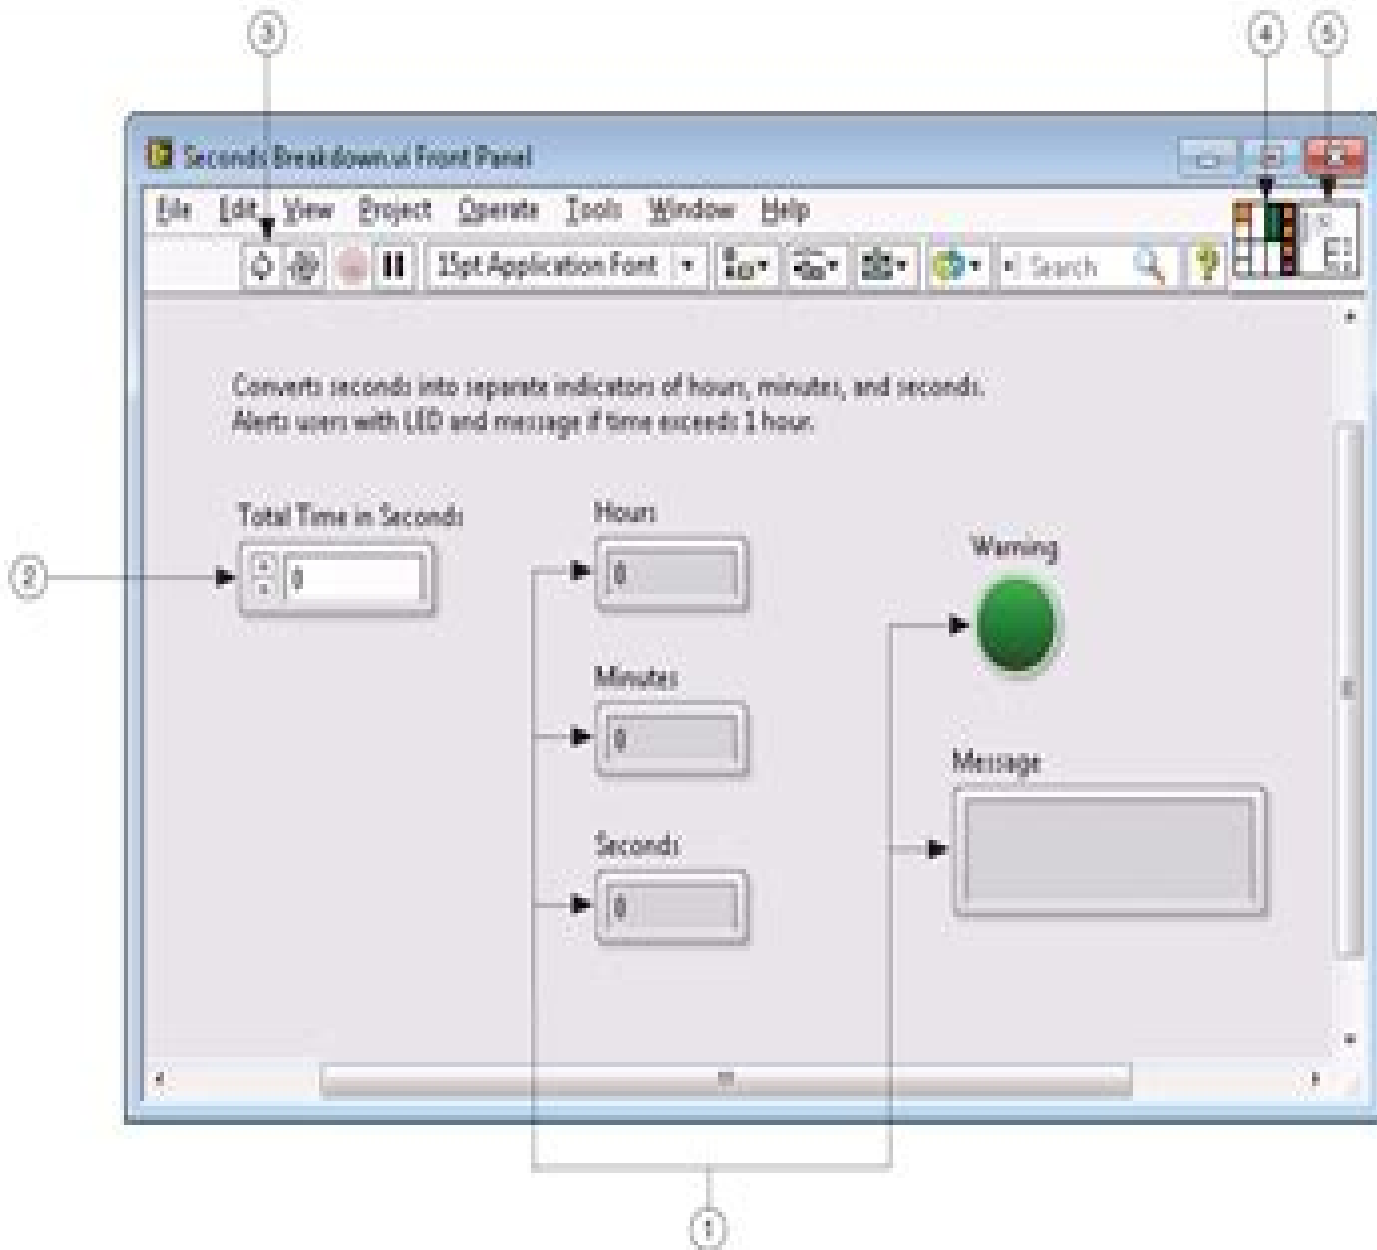 3
4
5
Seconds Breakdown.vi Front Panel
File Edit View Project Operate Tools Window Help
15pt Application Font
Search
Converts seconds into separate indicators of hours, minutes, and seconds.
Alerts users with LED and message if time exceeds 1 hour.
Total Time in Seconds
0
2
Hours
0
Minutes
0
Seconds
0
Warning
Message
1